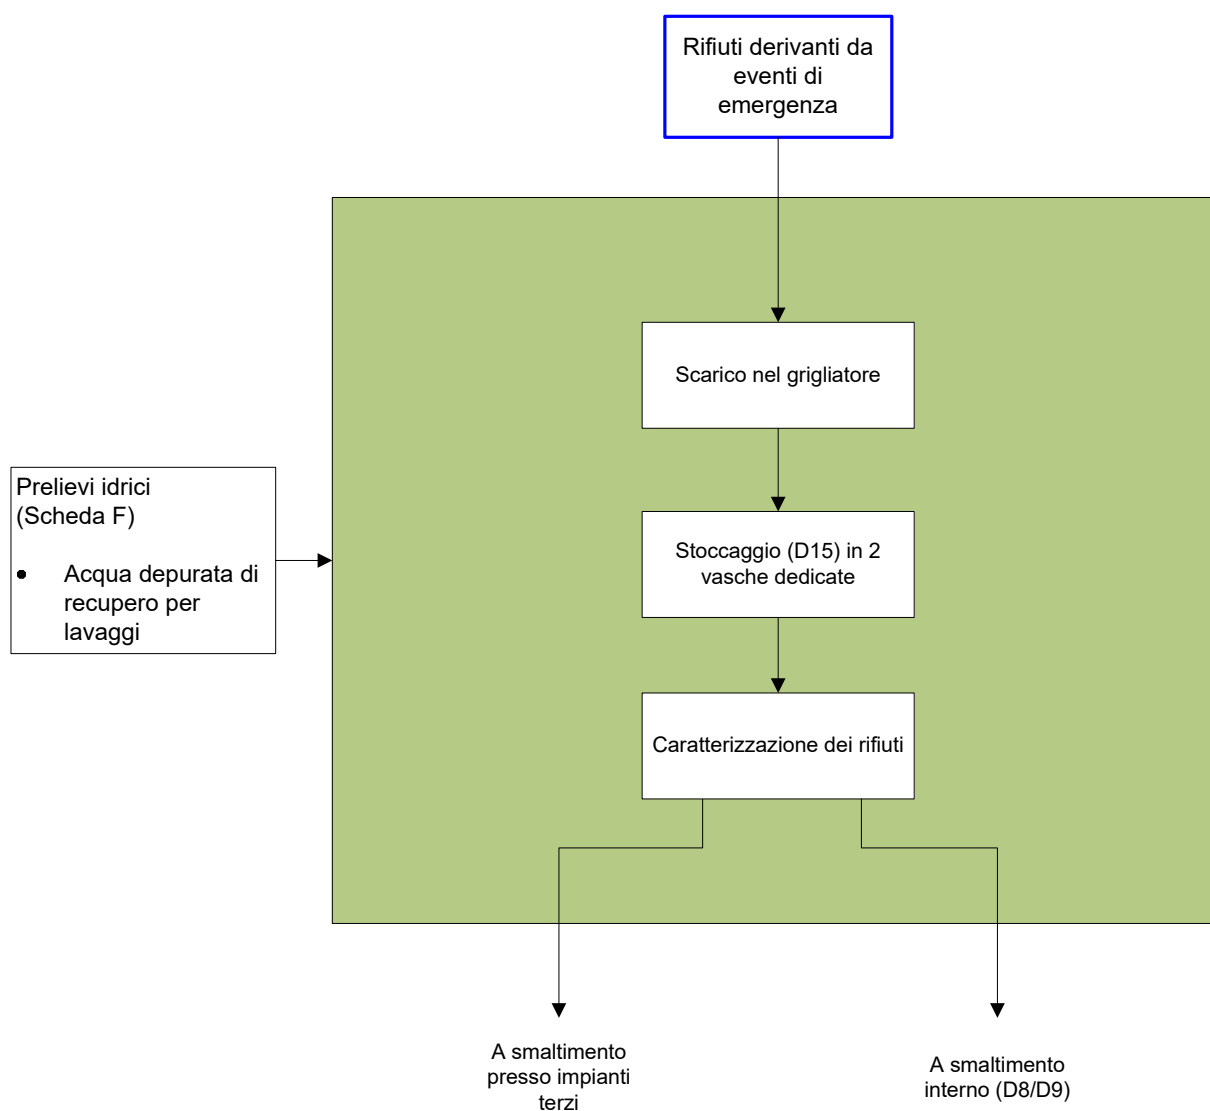 Rifiuti derivanti da
eventi di
emergenza
Scarico nel grigliatore
Prelievi idrici
(Scheda F)
• Acqua depurata di
recupero per
lavaggi
Stoccaggio (D15) in 2
vasche dedicate
Caratterizzazione dei rifiuti
A smaltimento
presso impianti
terzi
A smaltimento
interno (D8/D9)